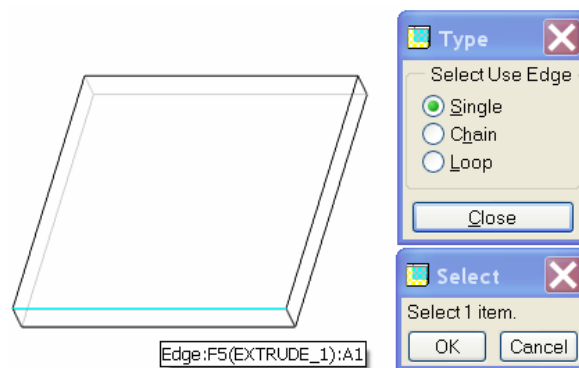 Type
Select Use Edge
Single
Chain
Loop
Close
Select
Select 1 item.
OK
Cancel
Edge:F5(EXTRUDE_1):A1